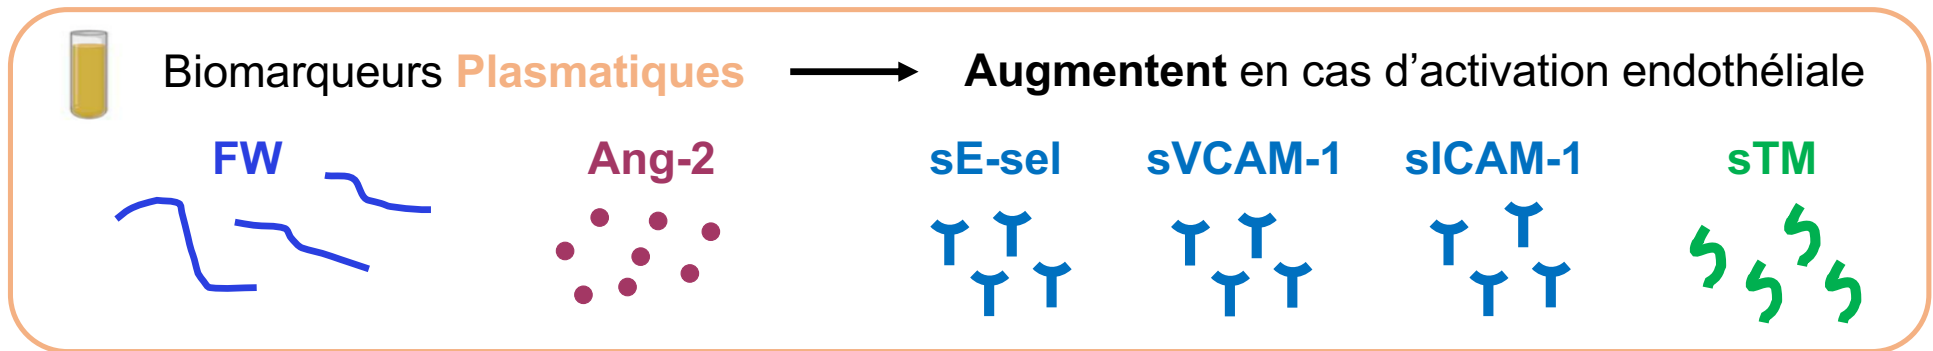 Biomarqueurs Plasmatiques Augmentent en cas d’activation endothéliale
FW Ang-2 sE-sel sVCAM-1 sICAM-1 sTM